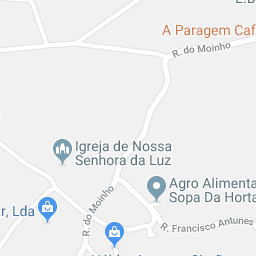 A Paragem Caf
R. do Moinho
Igreja de Nossa
Senhora da Luz
Agro Alimenta
Sopa Da Horta
R. do Moinho
r, Lda
R. Francisco Antunes